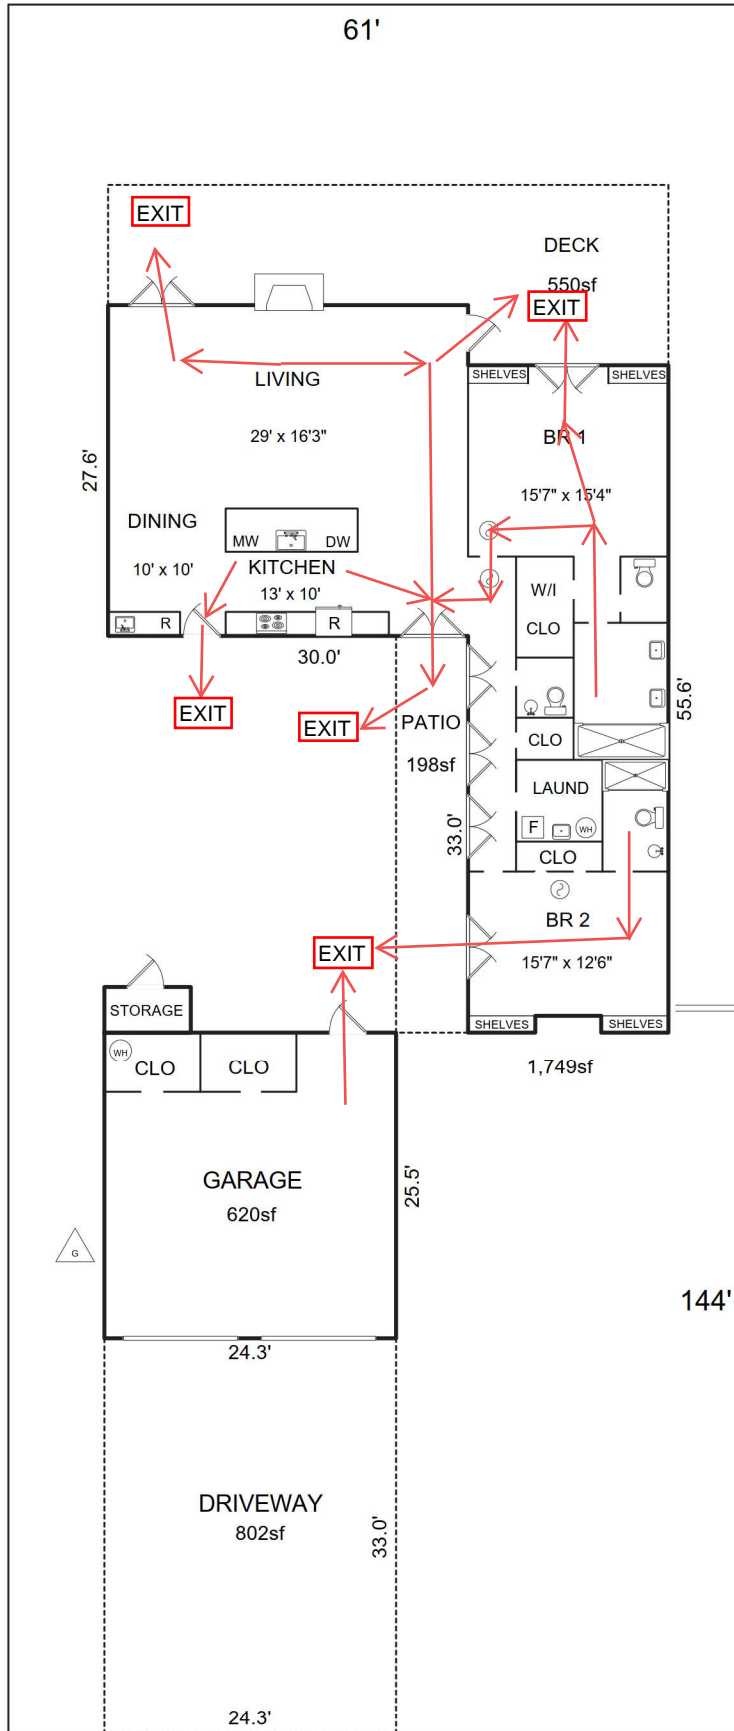 61'
EXIT
DECK
550sf
EXIT
SHELVES
SHELVES
LIVING
29' x 16'3"
BR 1
15'7" x 15'4"
27.6'
DINING
10' x 10'
MW
DW
KITCHEN
13' x 10'
R
R
30.0'
W/I
CLO
EXIT
EXIT
PATIO
198sf
55.6'
CLO
LAUND
F
WH
CLO
33.0'
BR 2
15'7" x 12'6"
EXIT
STORAGE
SHELVES
SHELVES
1,749sf
WH
CLO
CLO
GARAGE
620sf
25.5'
G
144'
24.3'
DRIVEWAY
802sf
33.0'
24.3'